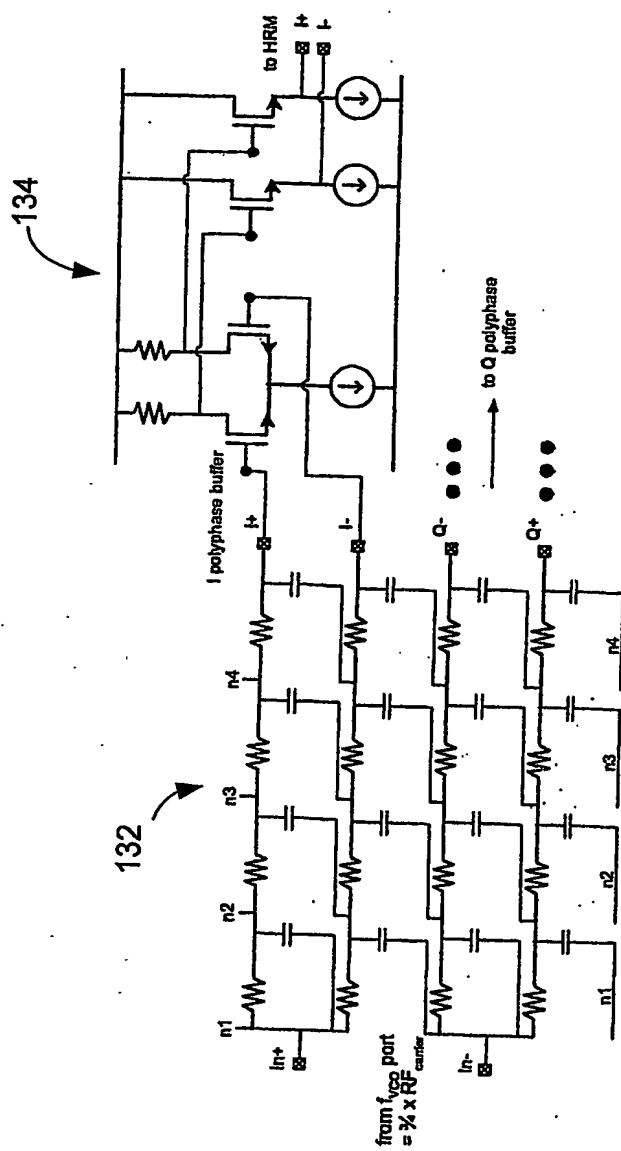 134
to HRM
I+
I-
132
I polyphase buffer
I+
I-
Q-
Q+
to Q polyphase
buffer
n1
n2
n3
n4
In+
In-
from fVCO port
= ¾ x RFcarrier
n1
n2
n3
n4